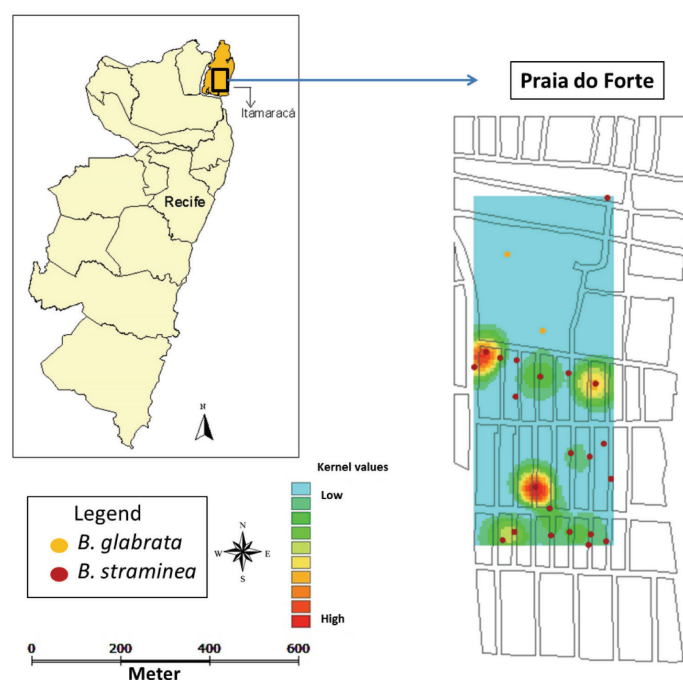 Praia do Forte
Itamaracá
Recife
N
Kernel values
Low
High
Legend
B. glabrata
B. straminea
N
W E
S
0 200 400 600
Meter